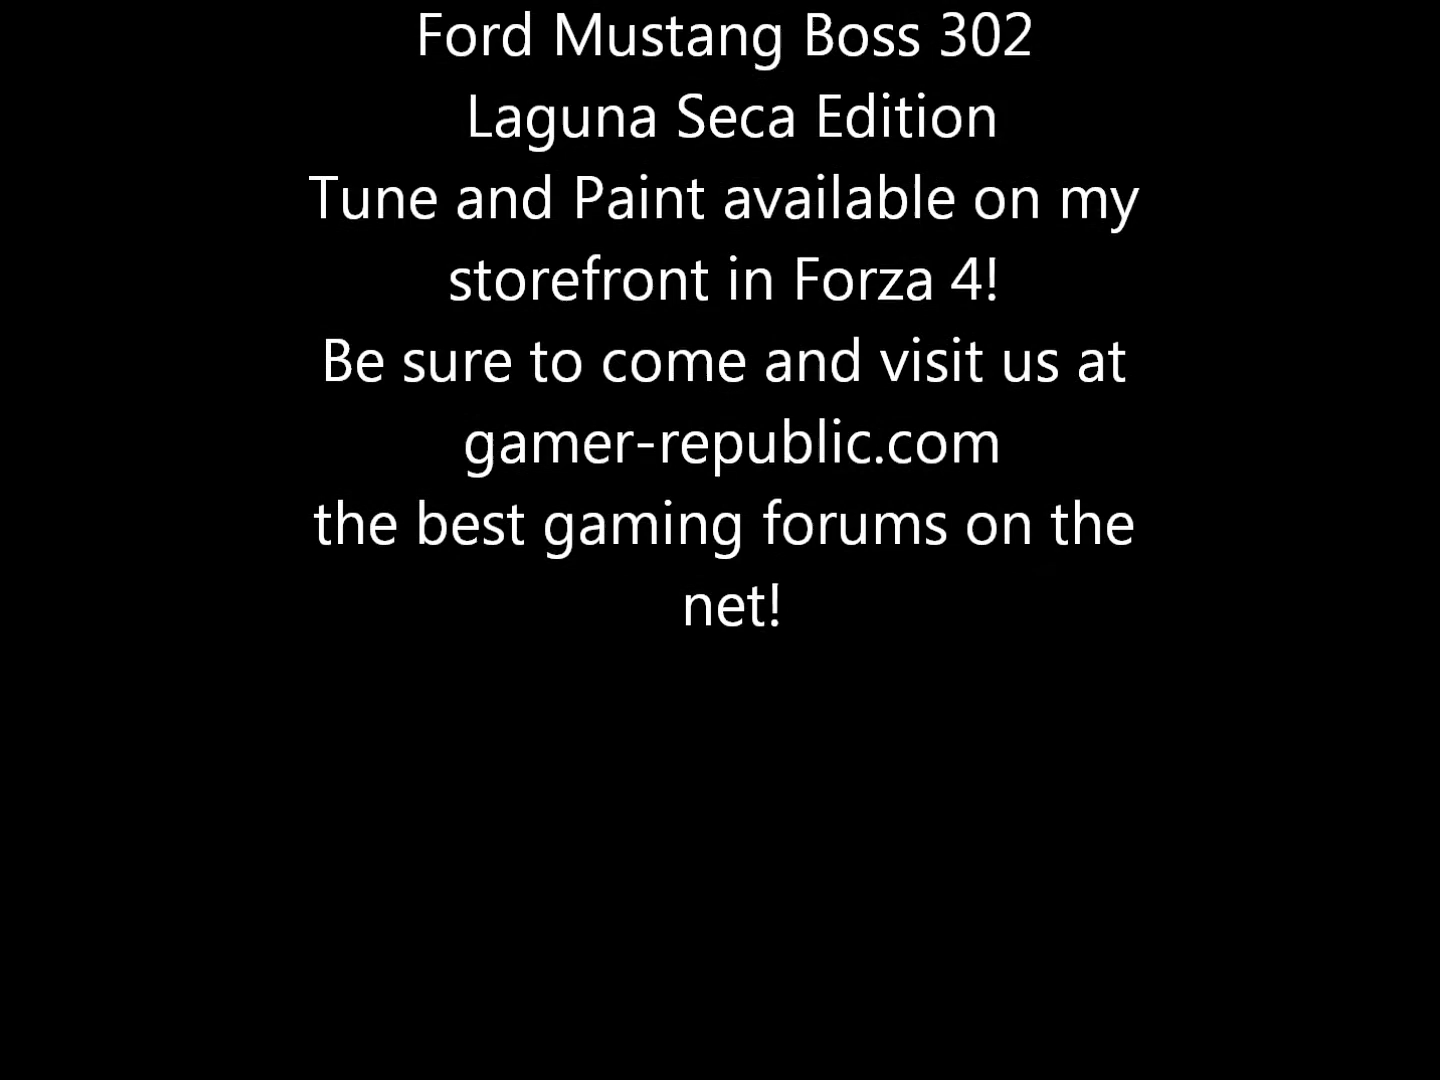 Ford Mustang Boss 302
Laguna Seca Edition
Tune and Paint available on my
storefront in Forza 4!
Be sure to come and visit us at
gamer-republic.com
the best gaming forums on the
net!